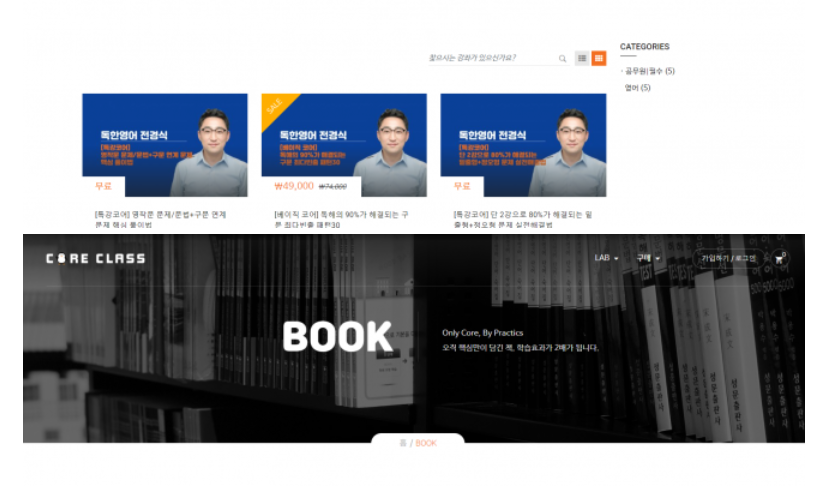 찾으시는 강좌가 있으신가요?
CATEGORIES
· 공무원|필수 (5)
영어 (5)
독한영어 전경식
[특강코어]
영작문 문제/문법+구문 연계 문제
핵심 풀이법
무료
[특강코어] 영작문 문제/문법+구문 연계
문제 핵심 풀이법
SALE
독한영어 전경식
[베이직 코어]
독해의 90%가 해결되는
구문 최다빈출 패턴30
₩49,000 ₩74,000
[베이직 코어] 독해의 90%가 해결되는 구
문 최다빈출 패턴30
독한영어 전경식
[특강코어]
단 2강으로 80%가 해결되는
밑줄형+정오형 문제 실전해결법
무료
[특강코어] 단 2강으로 80%가 해결되는 밑
줄형+정오형 문제 실전해결법
CORE CLASS
LAB
구매
가입하기 / 로그인
0
BOOK
Only Core, By Practics
오직 핵심만이 담긴 책, 학습효과가 2배가 됩니다.
홈 / BOOK